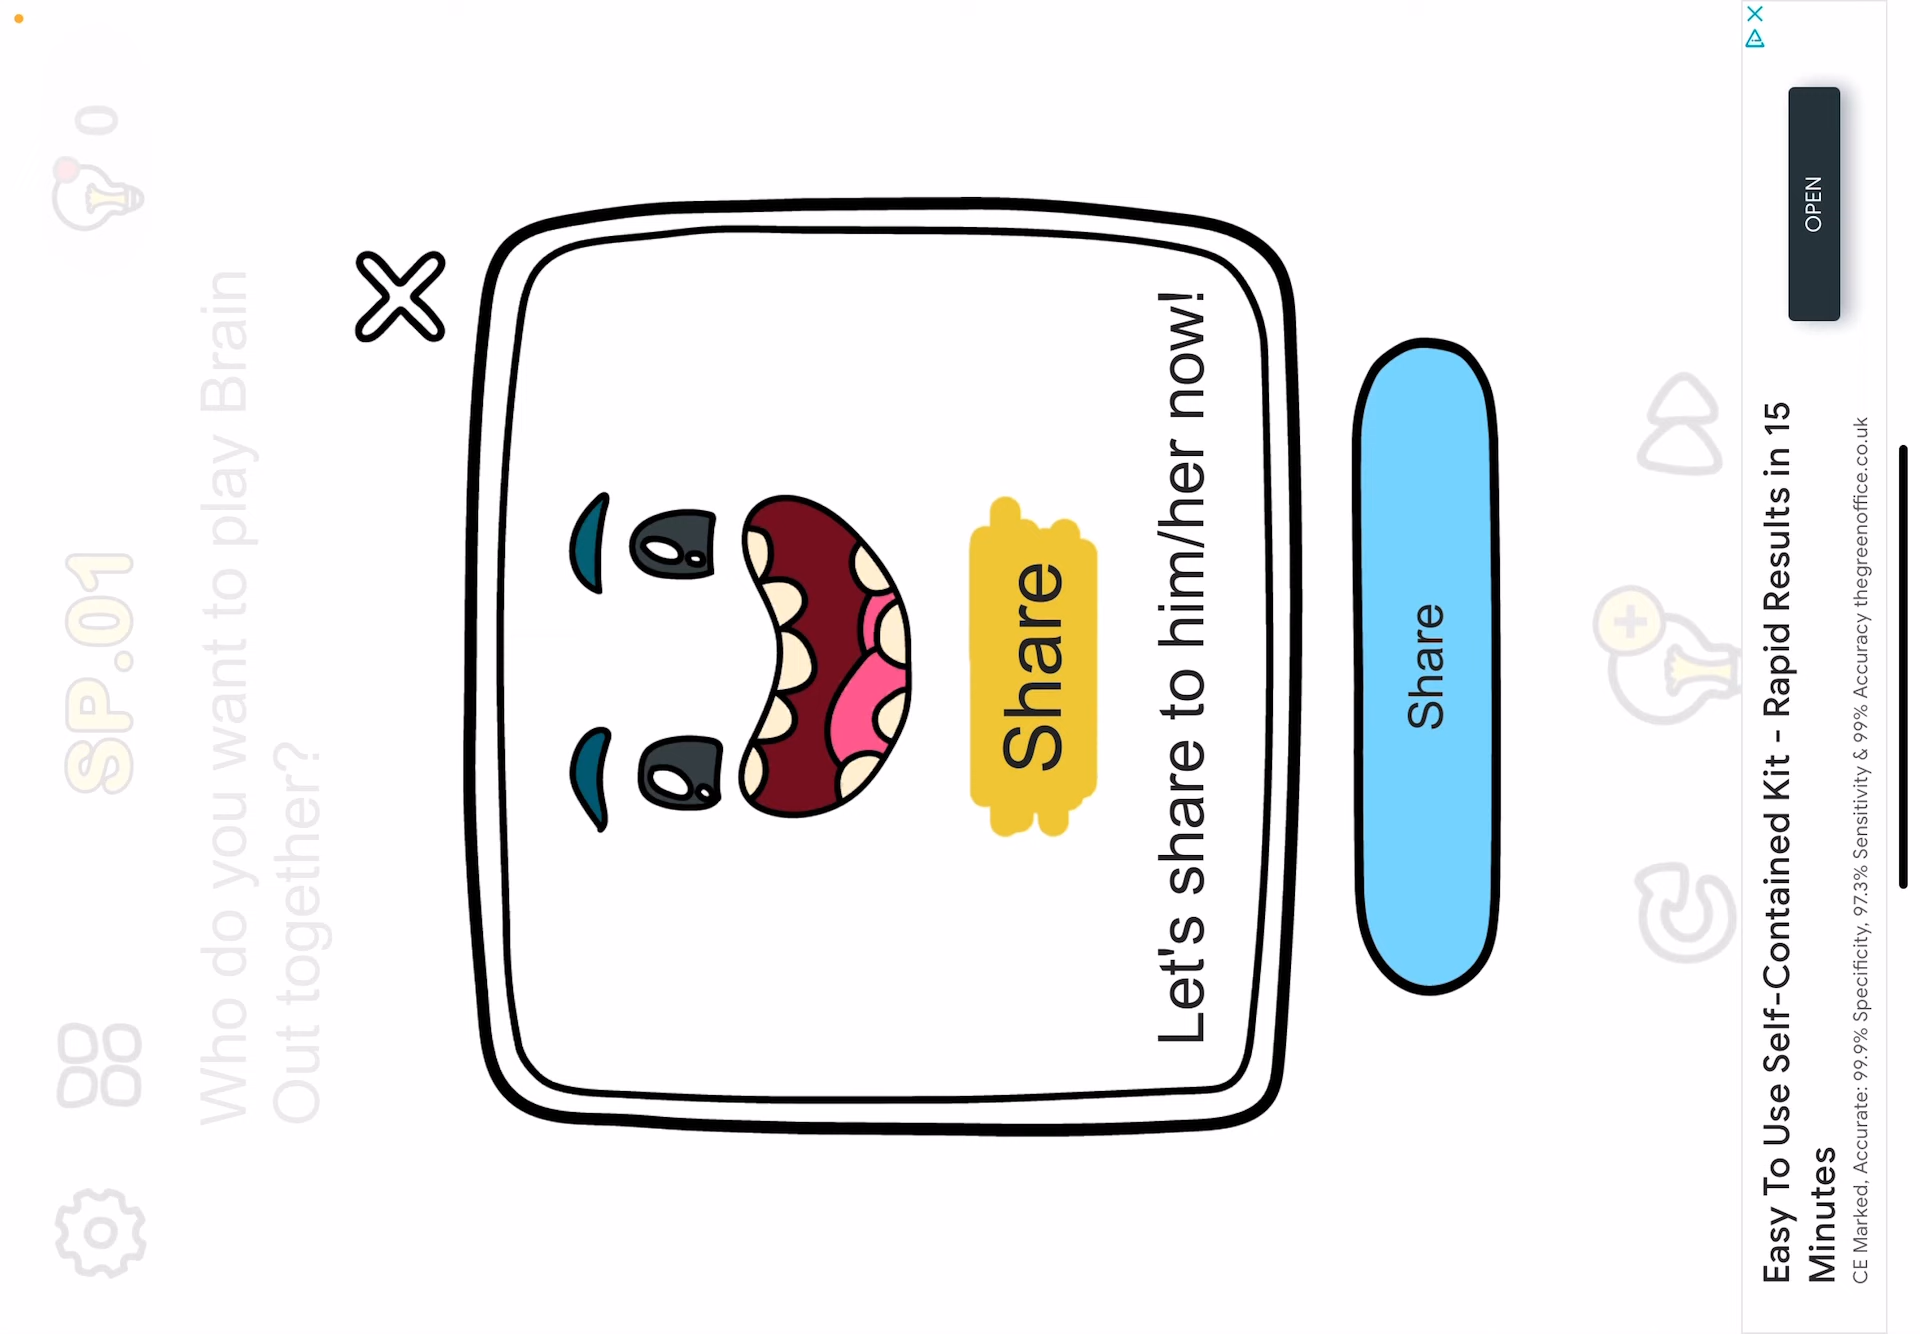 SP.01
0
Who do you want to play Brain
Out together?
Share
Let's share to him/her now!
Share
Easy To Use Self-Contained Kit - Rapid Results in 15
Minutes
CE Marked, Accurate: 99.9% Specificity, 97.3% Sensitivity & 99% Accuracy thegreenoffice.co.uk
OPEN